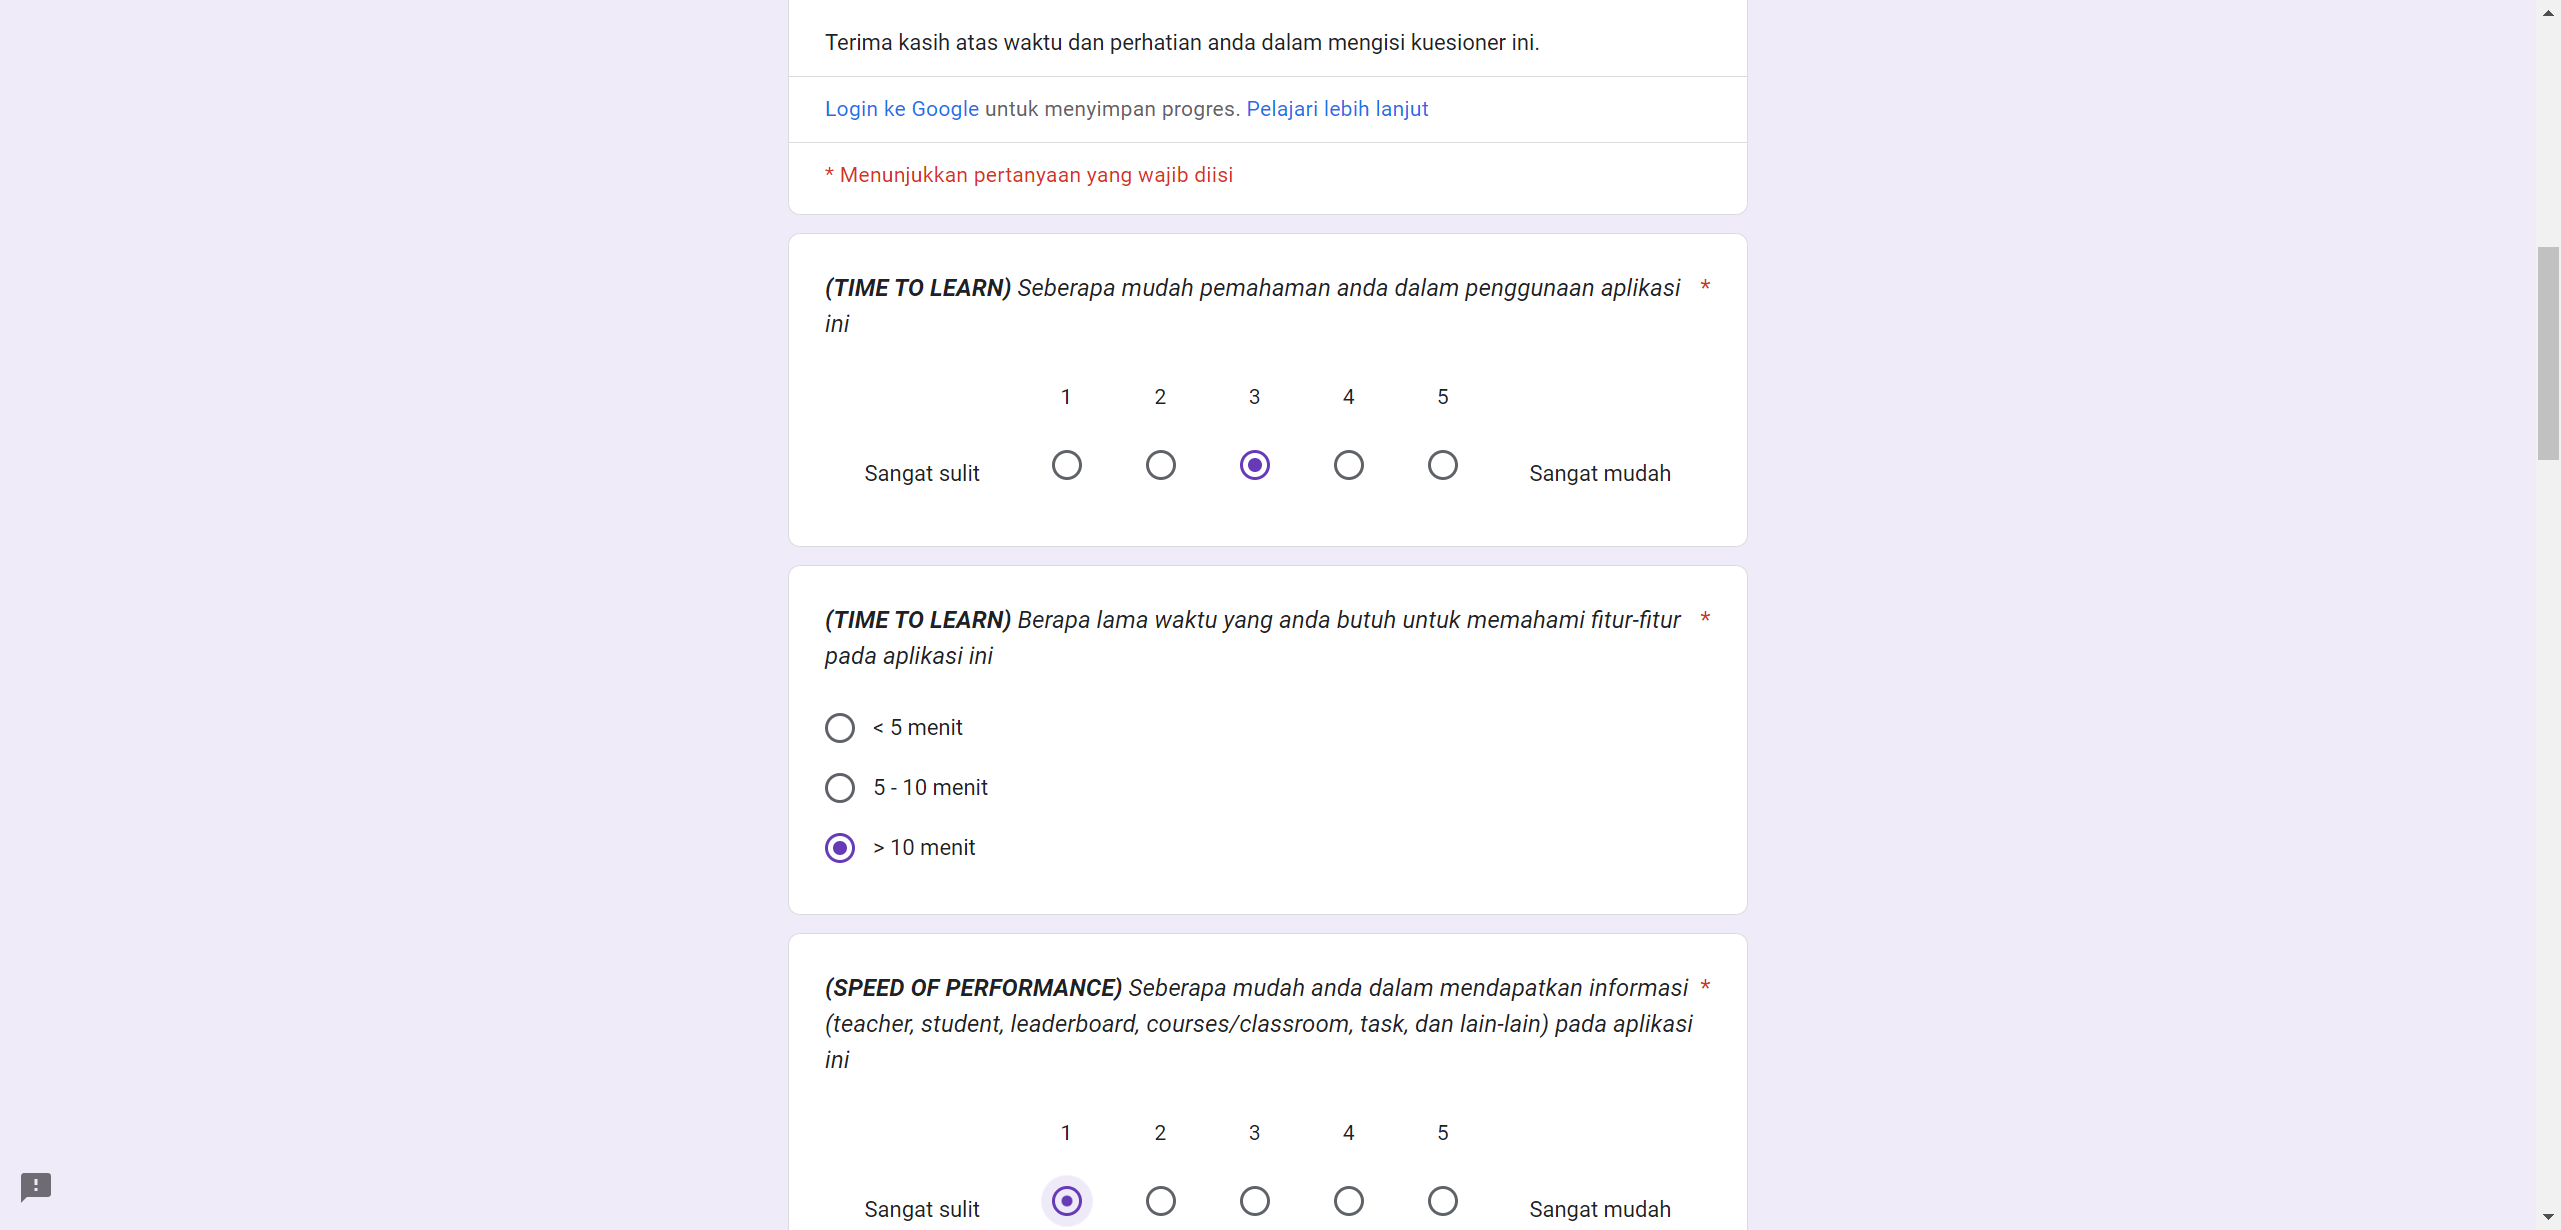 Terima kasih atas waktu dan perhatian anda dalam mengisi kuesioner ini.
Login ke Google untuk menyimpan progres. Pelajari lebih lanjut
* Menunjukkan pertanyaan yang wajib diisi
(TIME TO LEARN) Seberapa mudah pemahaman anda dalam penggunaan aplikasi *
ini
1 2 3 4 5
Sangat sulit Sangat mudah
(TIME TO LEARN) Berapa lama waktu yang anda butuh untuk memahami fitur-fitur *
pada aplikasi ini
< 5 menit
5 - 10 menit
> 10 menit
(SPEED OF PERFORMANCE) Seberapa mudah anda dalam mendapatkan informasi *
(teacher, student, leaderboard, courses/classroom, task, dan lain-lain) pada aplikasi
ini
1 2 3 4 5
Sangat sulit Sangat mudah